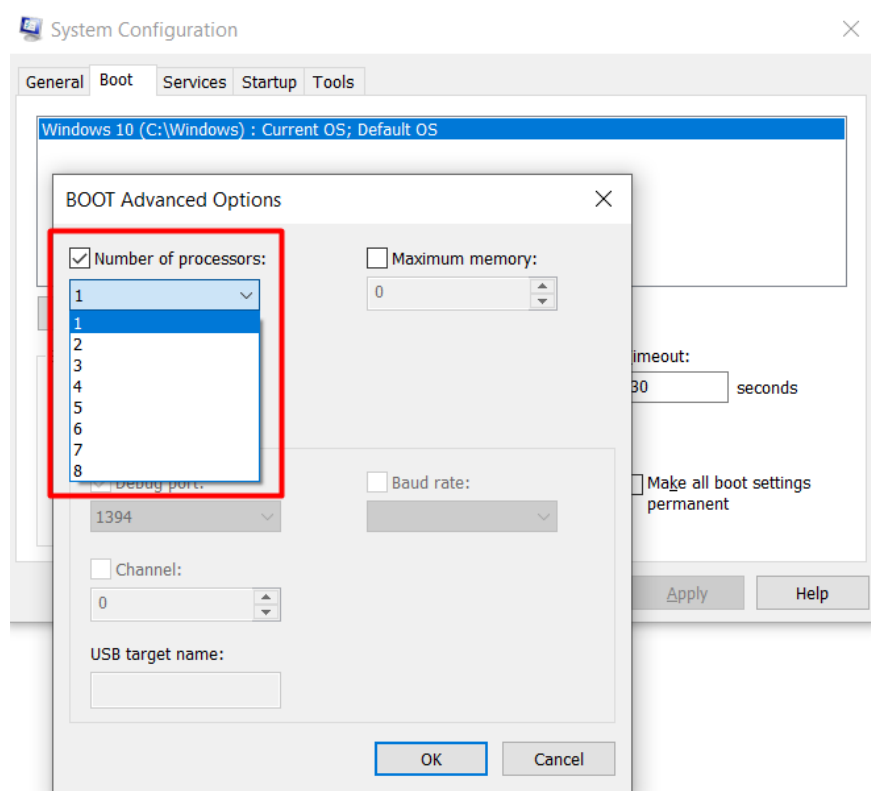 System Configuration
General Boot Services Startup Tools
Windows 10 (C:\Windows) : Current OS; Default OS
BOOT Advanced Options
Number of processors:
Maximum memory:
1
0
1
2
3
4
5
6
7
8
imeout:
30 seconds
Debug port:
Baud rate:
1394
Make all boot settings
permanent
Channel:
0
Apply
Help
USB target name:
OK
Cancel